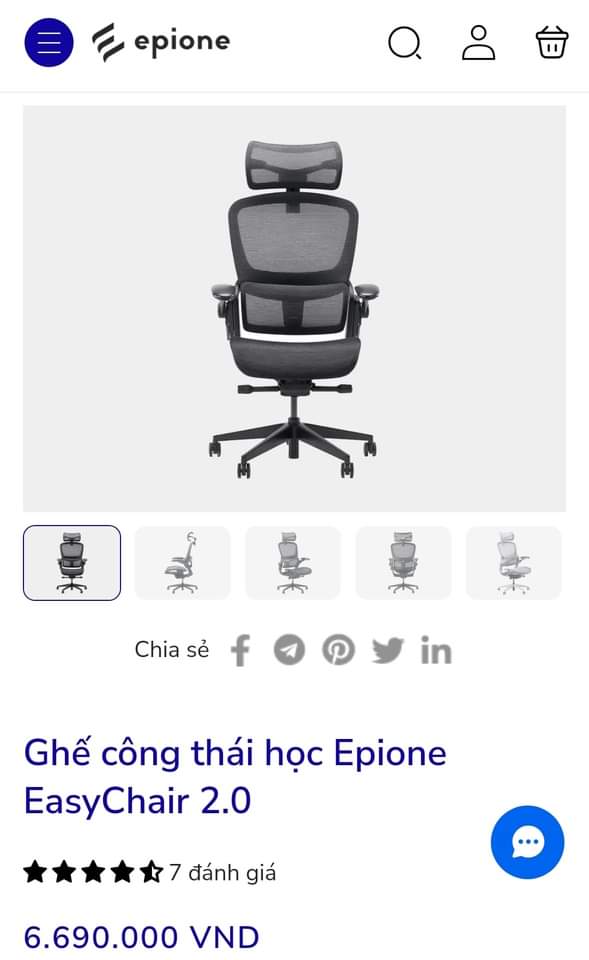 epione
Chia sẻ
Ghế công thái học Epione
EasyChair 2.0
7 đánh giá
6.690.000 VND